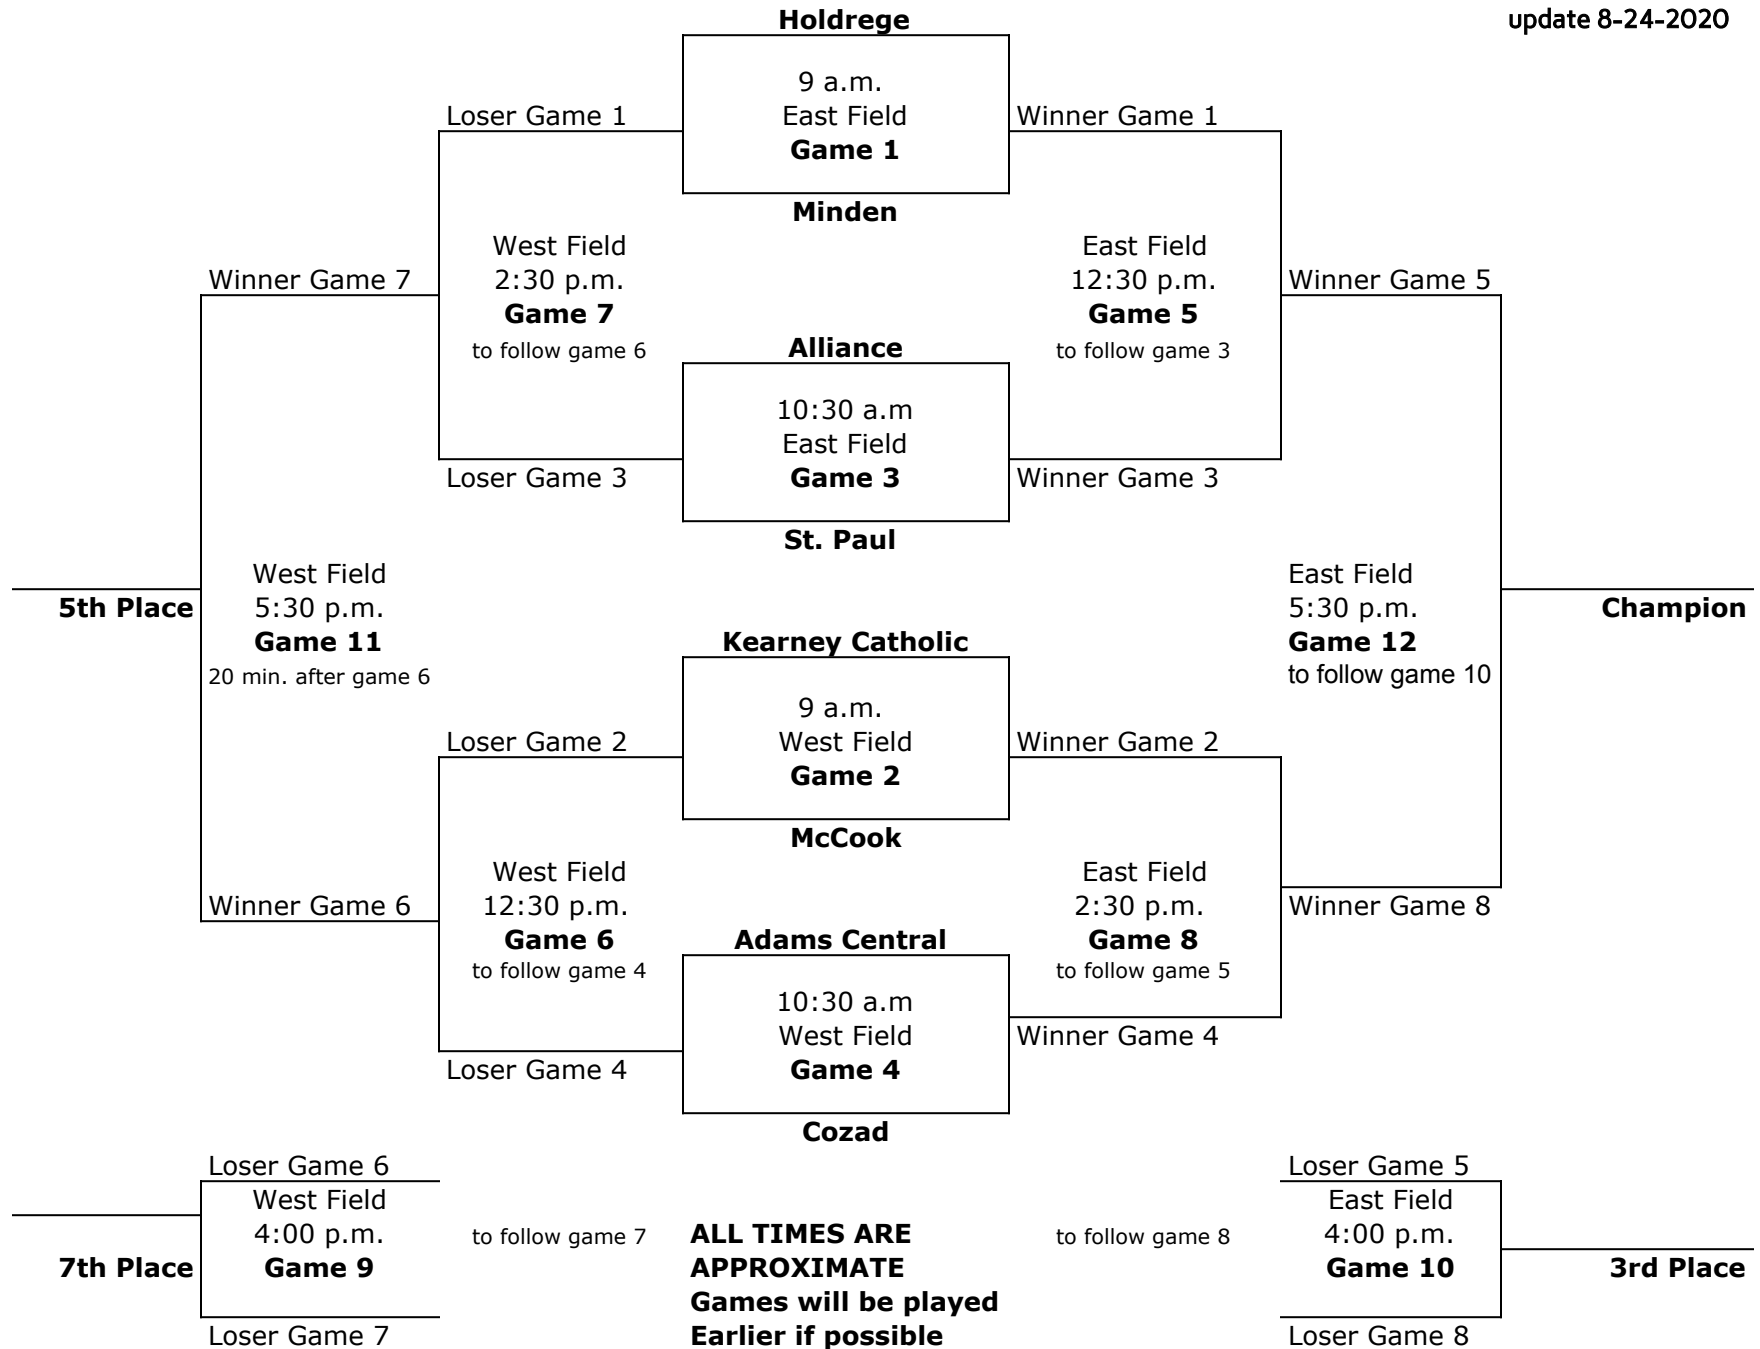 Holdrege
update 8-24-2020
9 a.m.
East Field
Game 1
Loser Game 1
Winner Game 1
Minden
West Field
2:30 p.m.
Game 7
to follow game 6
East Field
12:30 p.m.
Game 5
to follow game 3
Winner Game 7
Winner Game 5
Alliance
10:30 a.m
East Field
Game 3
Loser Game 3
Winner Game 3
St. Paul
5th Place
West Field
5:30 p.m.
Game 11
20 min. after game 6
East Field
5:30 p.m.
Game 12
to follow game 10
Champion
Kearney Catholic
9 a.m.
West Field
Game 2
Loser Game 2
Winner Game 2
McCook
West Field
12:30 p.m.
Game 6
to follow game 4
East Field
2:30 p.m.
Game 8
to follow game 5
Winner Game 6
Winner Game 8
Adams Central
10:30 a.m
West Field
Game 4
Loser Game 4
Winner Game 4
Cozad
Loser Game 6
West Field
4:00 p.m.
Game 9
7th Place
Loser Game 7
to follow game 7
ALL TIMES ARE
APPROXIMATE
Games will be played
Earlier if possible
to follow game 8
Loser Game 5
East Field
4:00 p.m.
Game 10
3rd Place
Loser Game 8